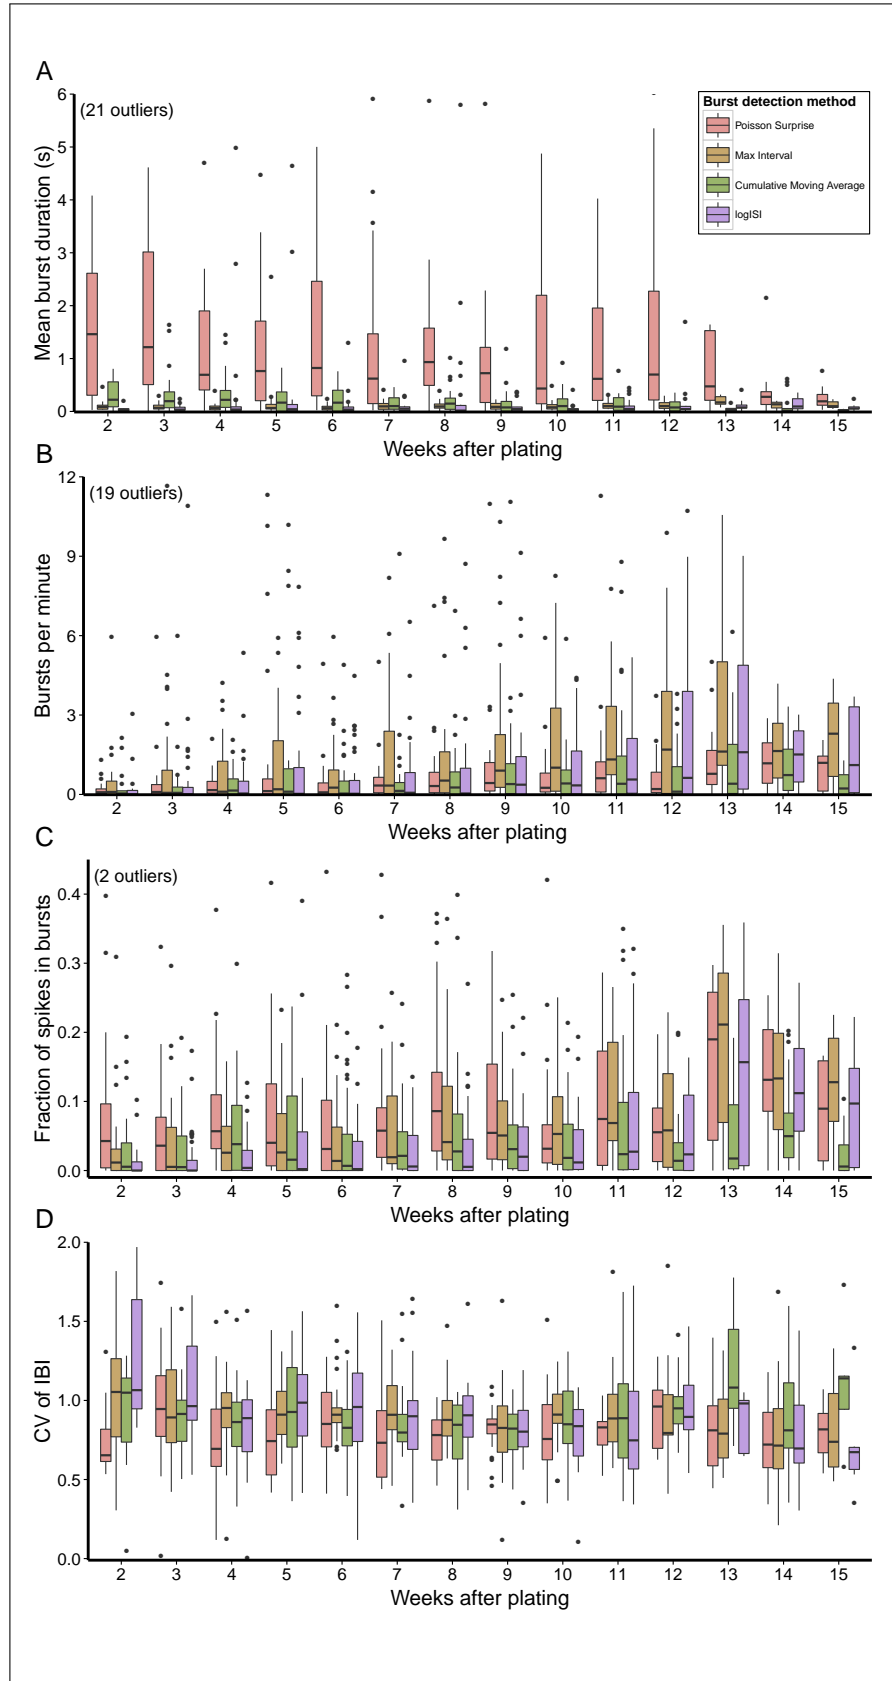 A
(21 outliers)
Mean burst duration (s)
6
5
4
3
2
1
0
Burst detection method
Poisson Surprise
Max Interval
Cumulative Moving Average
logISI
2 3 4 5 6 7 8 9 10 11 12 13 14 15
Weeks after plating
B
(19 outliers)
Bursts per minute
12
9
6
3
0
2 3 4 5 6 7 8 9 10 11 12 13 14 15
Weeks after plating
C
(2 outliers)
Fraction of spikes in bursts
0.4
0.3
0.2
0.1
0.0
2 3 4 5 6 7 8 9 10 11 12 13 14 15
Weeks after plating
D
CV of IBI
2.0
1.5
1.0
0.5
0.0
2 3 4 5 6 7 8 9 10 11 12 13 14 15
Weeks after plating